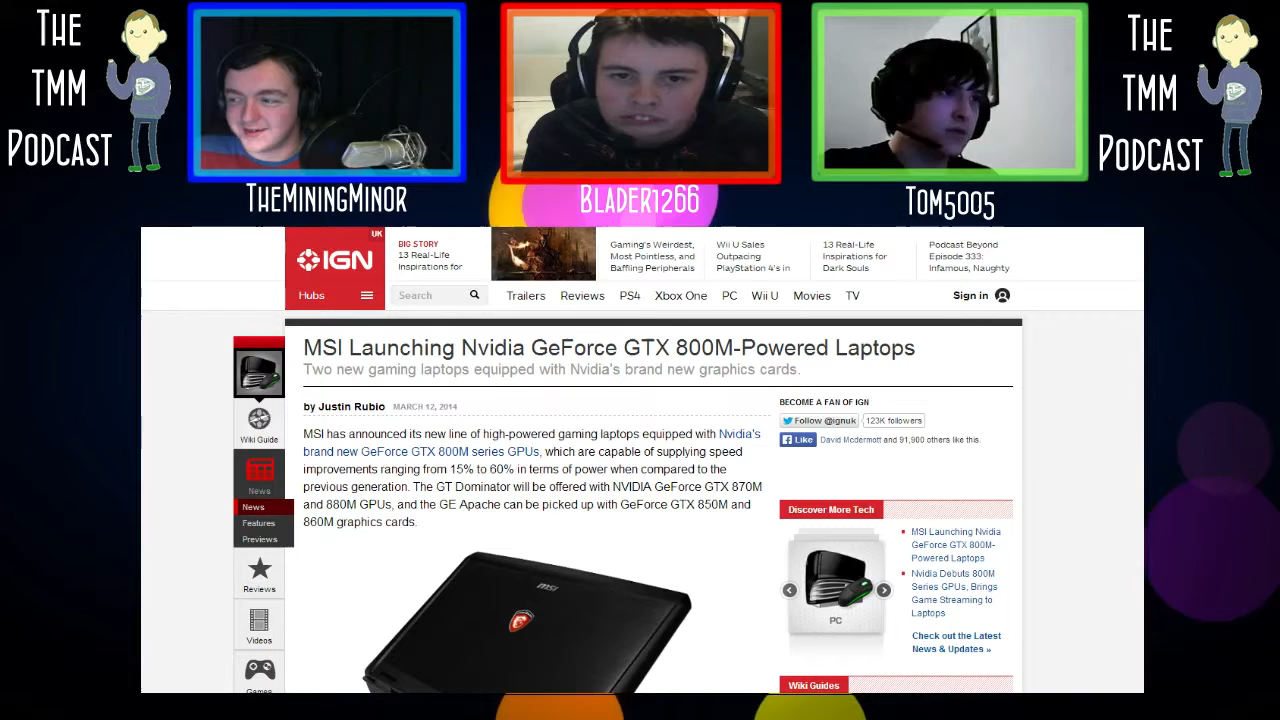 The
TMM
Podcast
TheMiningMinor
Blader1266
Tom5005
The
TMM
Podcast
UK
IGN
BIG STORY
13 Real-Life
Inspirations for
Gaming's Weirdest,
Most Pointless, and
Baffling Peripherals
Wii U Sales
Outpacing
PlayStation 4's in
13 Real-Life
Inspirations for
Dark Souls
Podcast Beyond
Episode 333:
Infamous, Naughty
Hubs
Search
Trailers Reviews PS4 Xbox One PC Wii U Movies TV
Sign in
MSI Launching Nvidia GeForce GTX 800M-Powered Laptops
Two new gaming laptops equipped with Nvidia's brand new graphics cards.
by Justin Rubio MARCH 12, 2014
MSI has announced its new line of high-powered gaming laptops equipped with Nvidia's
brand new GeForce GTX 800M series GPUs, which are capable of supplying speed
improvements ranging from 15% to 60% in terms of power when compared to the
previous generation. The GT Dominator will be offered with NVIDIA GeForce GTX 870M
and 880M GPUs, and the GE Apache can be picked up with GeForce GTX 850M and
860M graphics cards.
msi
Wiki Guide
News
News
Features
Previews
Reviews
Videos
Games
BECOME A FAN OF IGN
Follow @ignuk 123K followers
Like David Mcdermott and 91,900 others like this.
Discover More Tech
PC
MSI Launching Nvidia
GeForce GTX 800M-
Powered Laptops
Nvidia Debuts 800M
Series GPUs, Brings
Game Streaming to
Laptops
Check out the Latest
News & Updates »
Wiki Guides